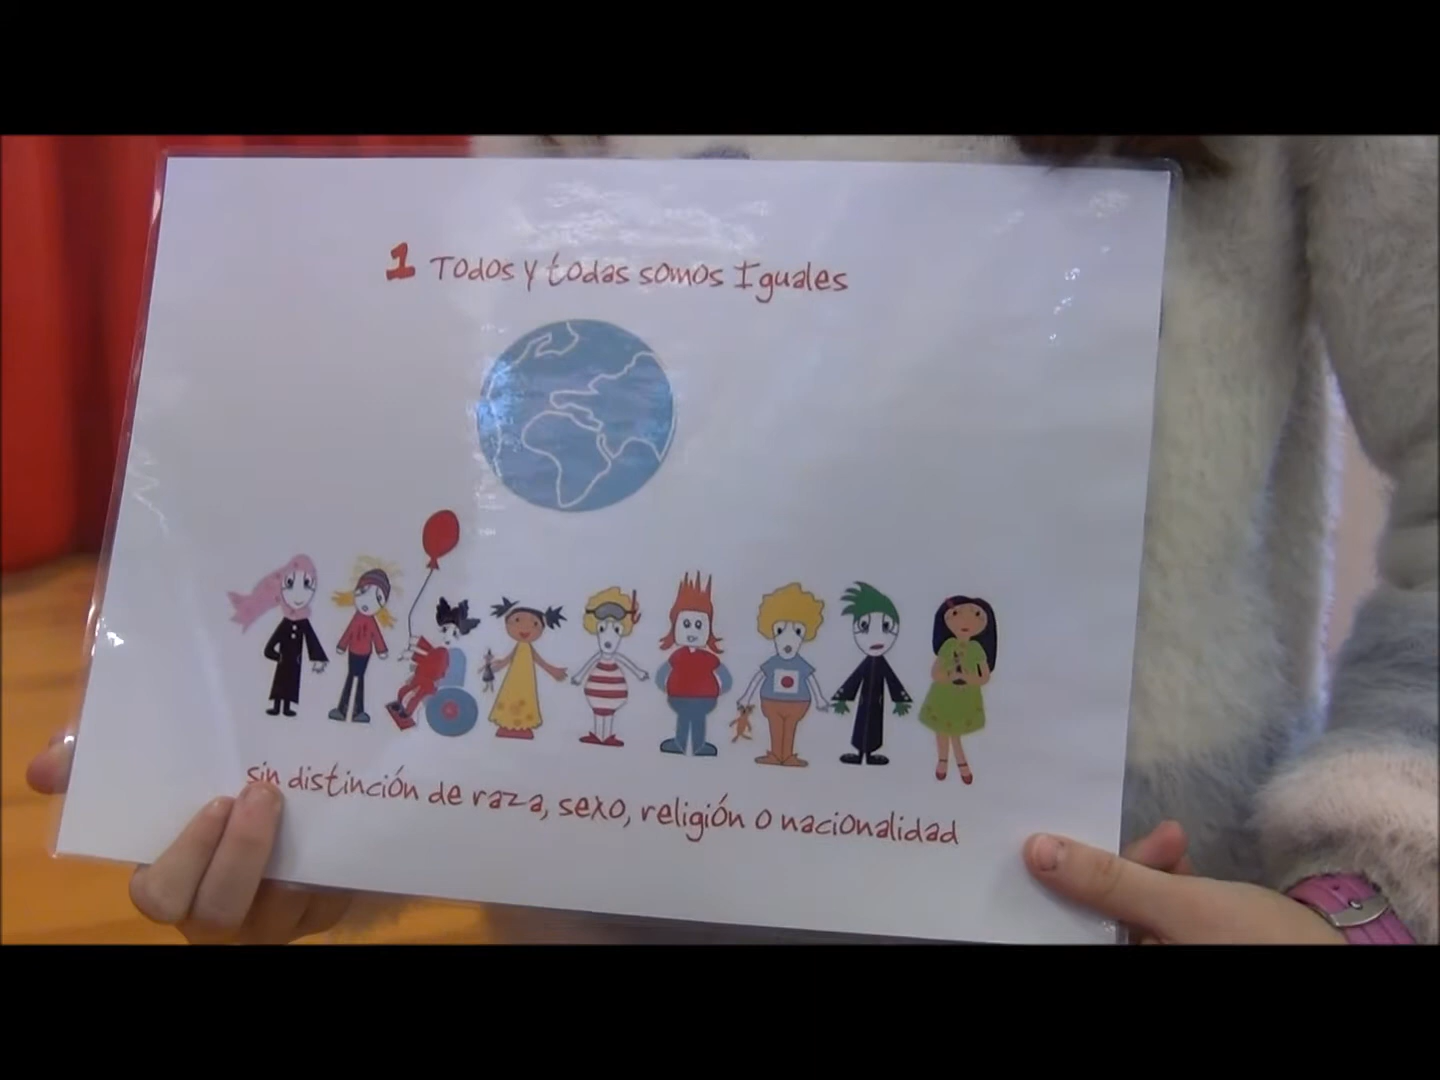 1 Todos y todas somos Iguales
sin distinción de raza, sexo, religión o nacionalidad